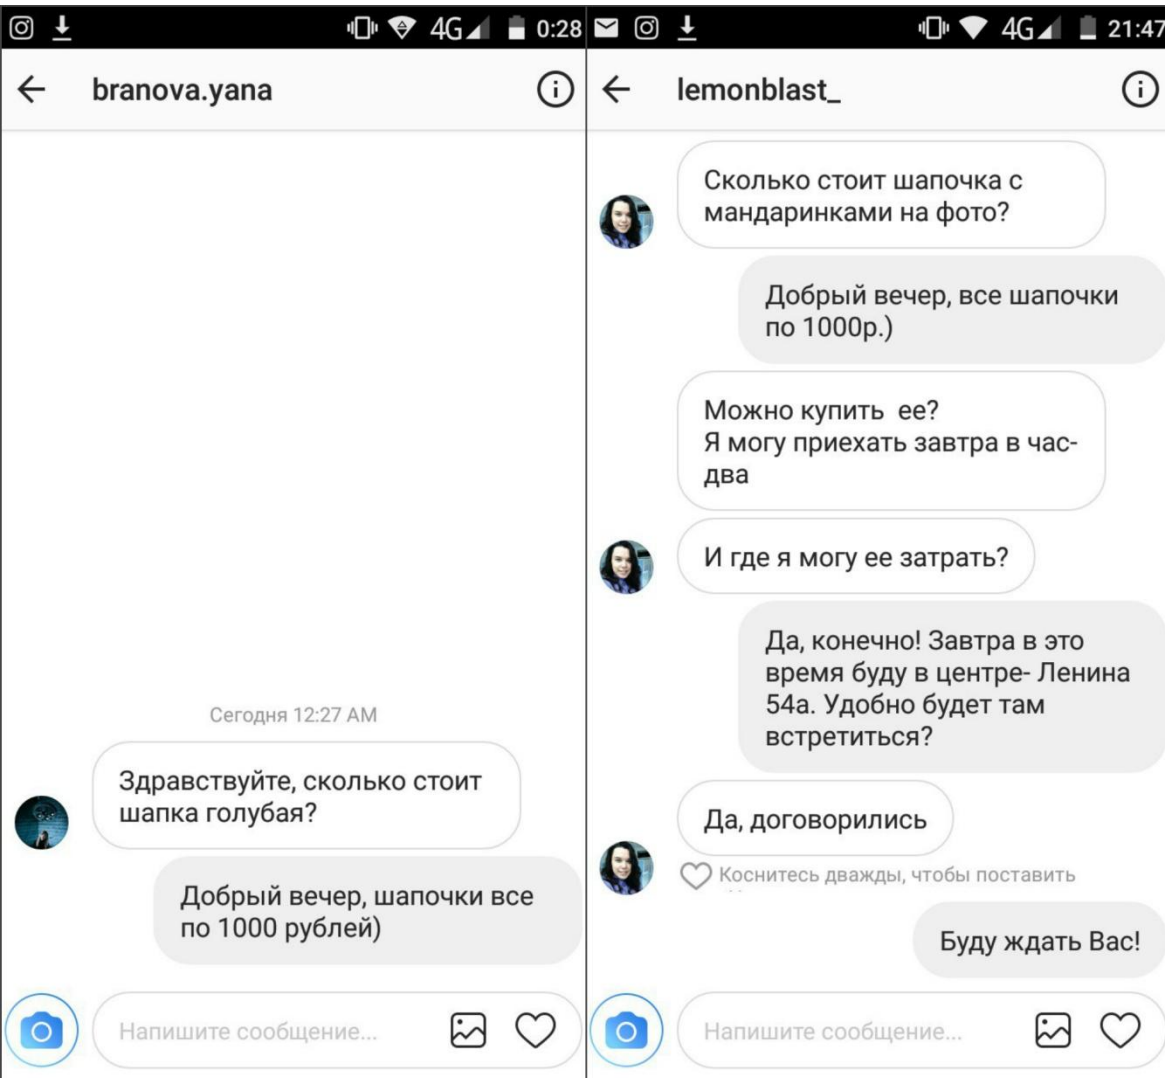 4G 0:28
branova.yana
Сегодня 12:27 AM
Здравствуйте, сколько стоит
шапка голубая?
Добрый вечер, шапочки все
по 1000 рублей)
Напишите сообщение...
4G 21:47
lemonblast_
Сколько стоит шапочка с
мандаринками на фото?
Добрый вечер, все шапочки
по 1000р.)
Можно купить ее?
Я могу приехать завтра в час-
два
И где я могу ее затрать?
Да, конечно! Завтра в это
время буду в центре- Ленина
54а. Удобно будет там
встретиться?
Да, договорились
Коснитесь дважды, чтобы поставить
Буду ждать Вас!
Напишите сообщение...